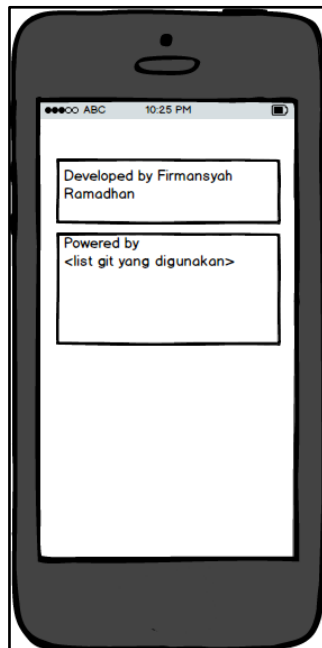 ABC 10:25 PM
Developed by Firmansyah
Ramadhan
Powered by
<list git yang digunakan>